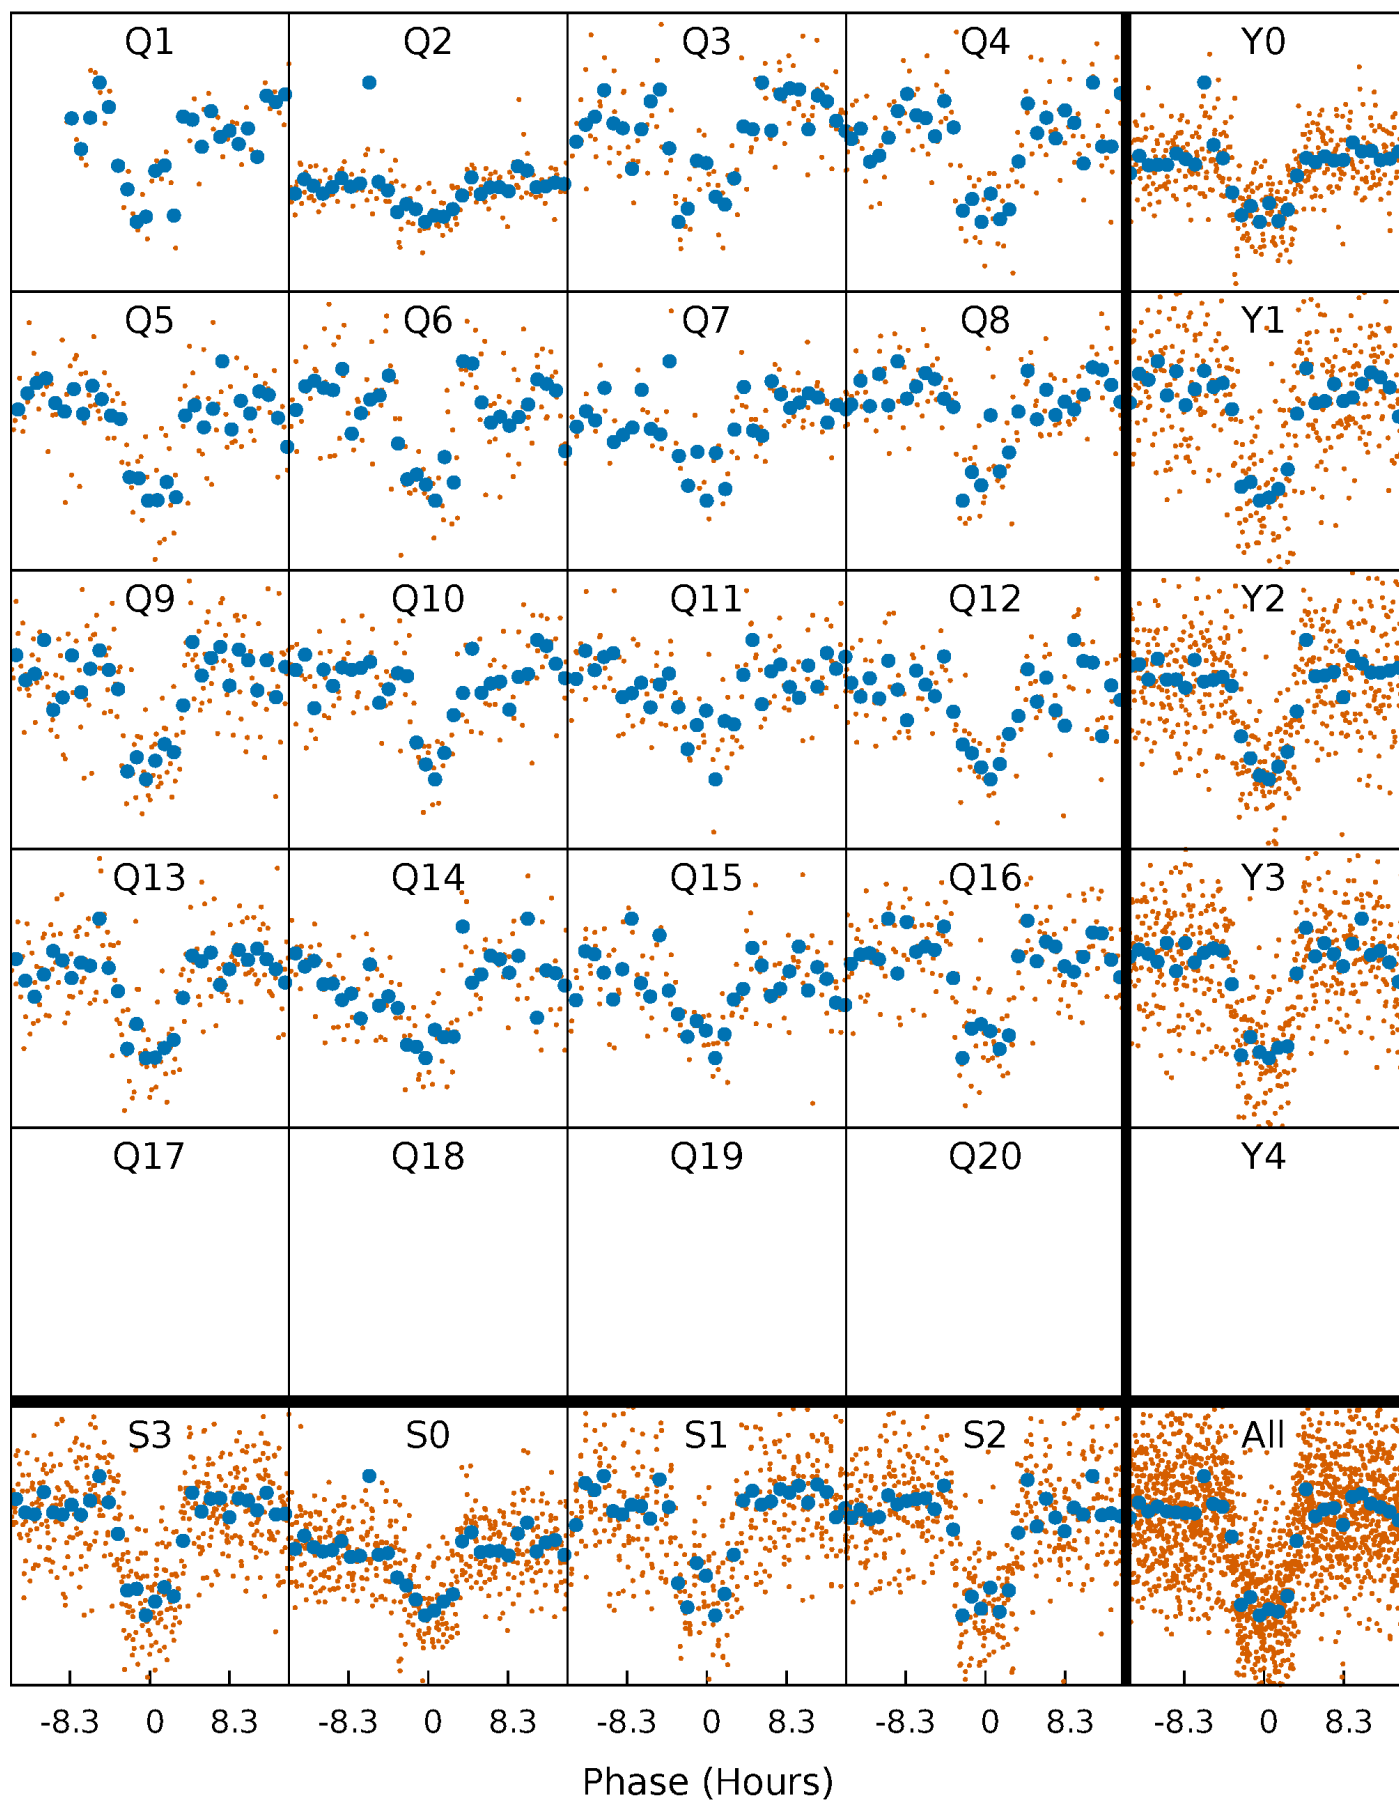 Q1 Q2 Q3 Q4 Y0
Q5 Q6 Q7 Q8 Y1
Q9 Q10 Q11 Q12 Y2
Q13 Q14 Q15 Q16 Y3
Q17 Q18 Q19 Q20 Y4
S3 S0 S1 S2 All
-8.3 0 8.3 -8.3 0 8.3 -8.3 0 8.3 -8.3 0 8.3 -8.3 0 8.3
Phase (Hours)